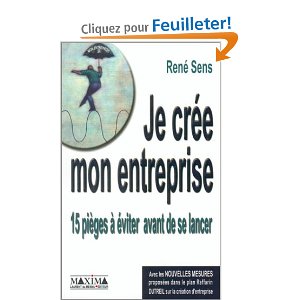 Cliquez pour Feuilleter!
René Sens
Je crée
mon entreprise
15 pièges à éviter avant de se lancer
Avec les NOUVELLES MESURES
proposées dans le plan Raffarin
DUTREIL sur la création d'entreprise
MAXIMA